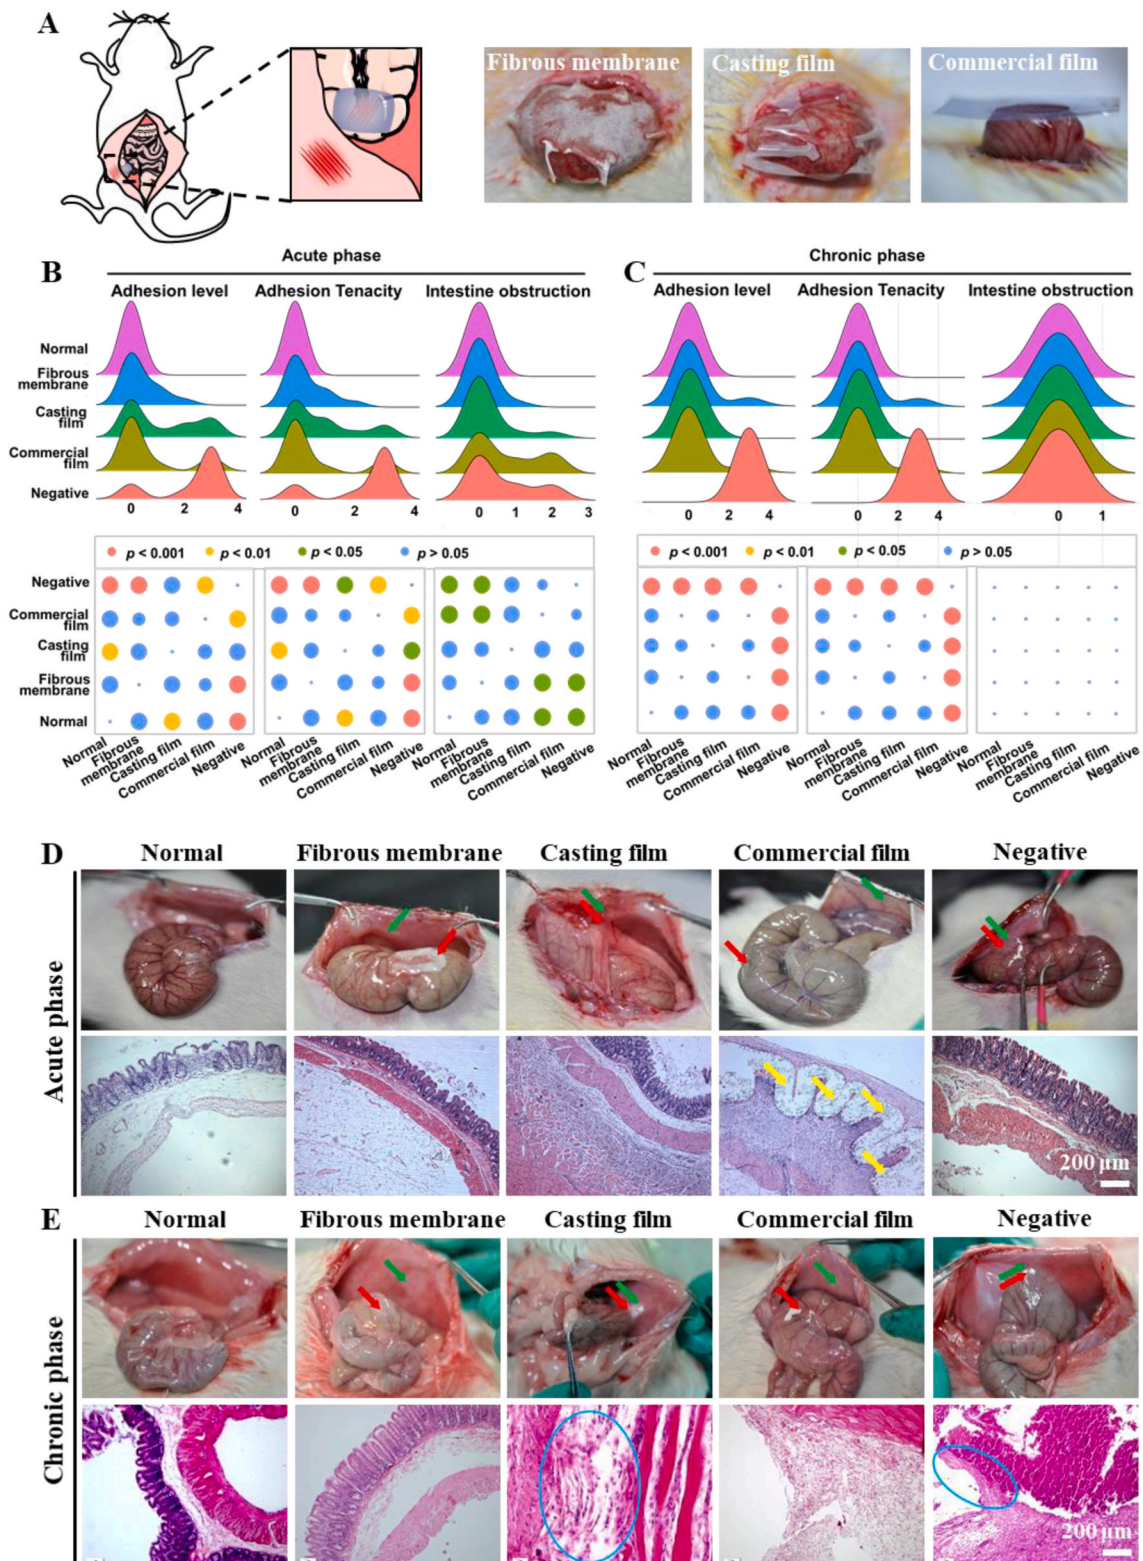 A
Fibrous membrane
Casting film
Commercial film
B
Acute phase
Adhesion level
Adhesion Tenacity
Intestine obstruction
Normal
Fibrous
membrane
Casting
film
Commercial
film
Negative
0 2 4
0 2 4
0 1 2 3
p < 0.001
p < 0.01
p < 0.05
p > 0.05
Negative
Commercial
film
Casting
film
Fibrous
membrane
Normal
Normal
Fibrous
membrane
Casting film
Commercial film
Negative
Normal
Fibrous
membrane
Casting film
Commercial film
Negative
Normal
Fibrous
membrane
Casting film
Commercial film
Negative
C
Chronic phase
Adhesion level
Adhesion Tenacity
Intestine obstruction
0 2 4
0 2 4
0 1
p < 0.001
p < 0.01
p < 0.05
p > 0.05
Normal
Fibrous
membrane
Casting film
Commercial film
Negative
Normal
Fibrous
membrane
Casting film
Commercial film
Negative
Normal
Fibrous
membrane
Casting film
Commercial film
Negative
D
Normal
Fibrous membrane
Casting film
Commercial film
Negative
Acute phase
200 μm
E
Normal
Fibrous membrane
Casting film
Commercial film
Negative
Chronic phase
200 μm